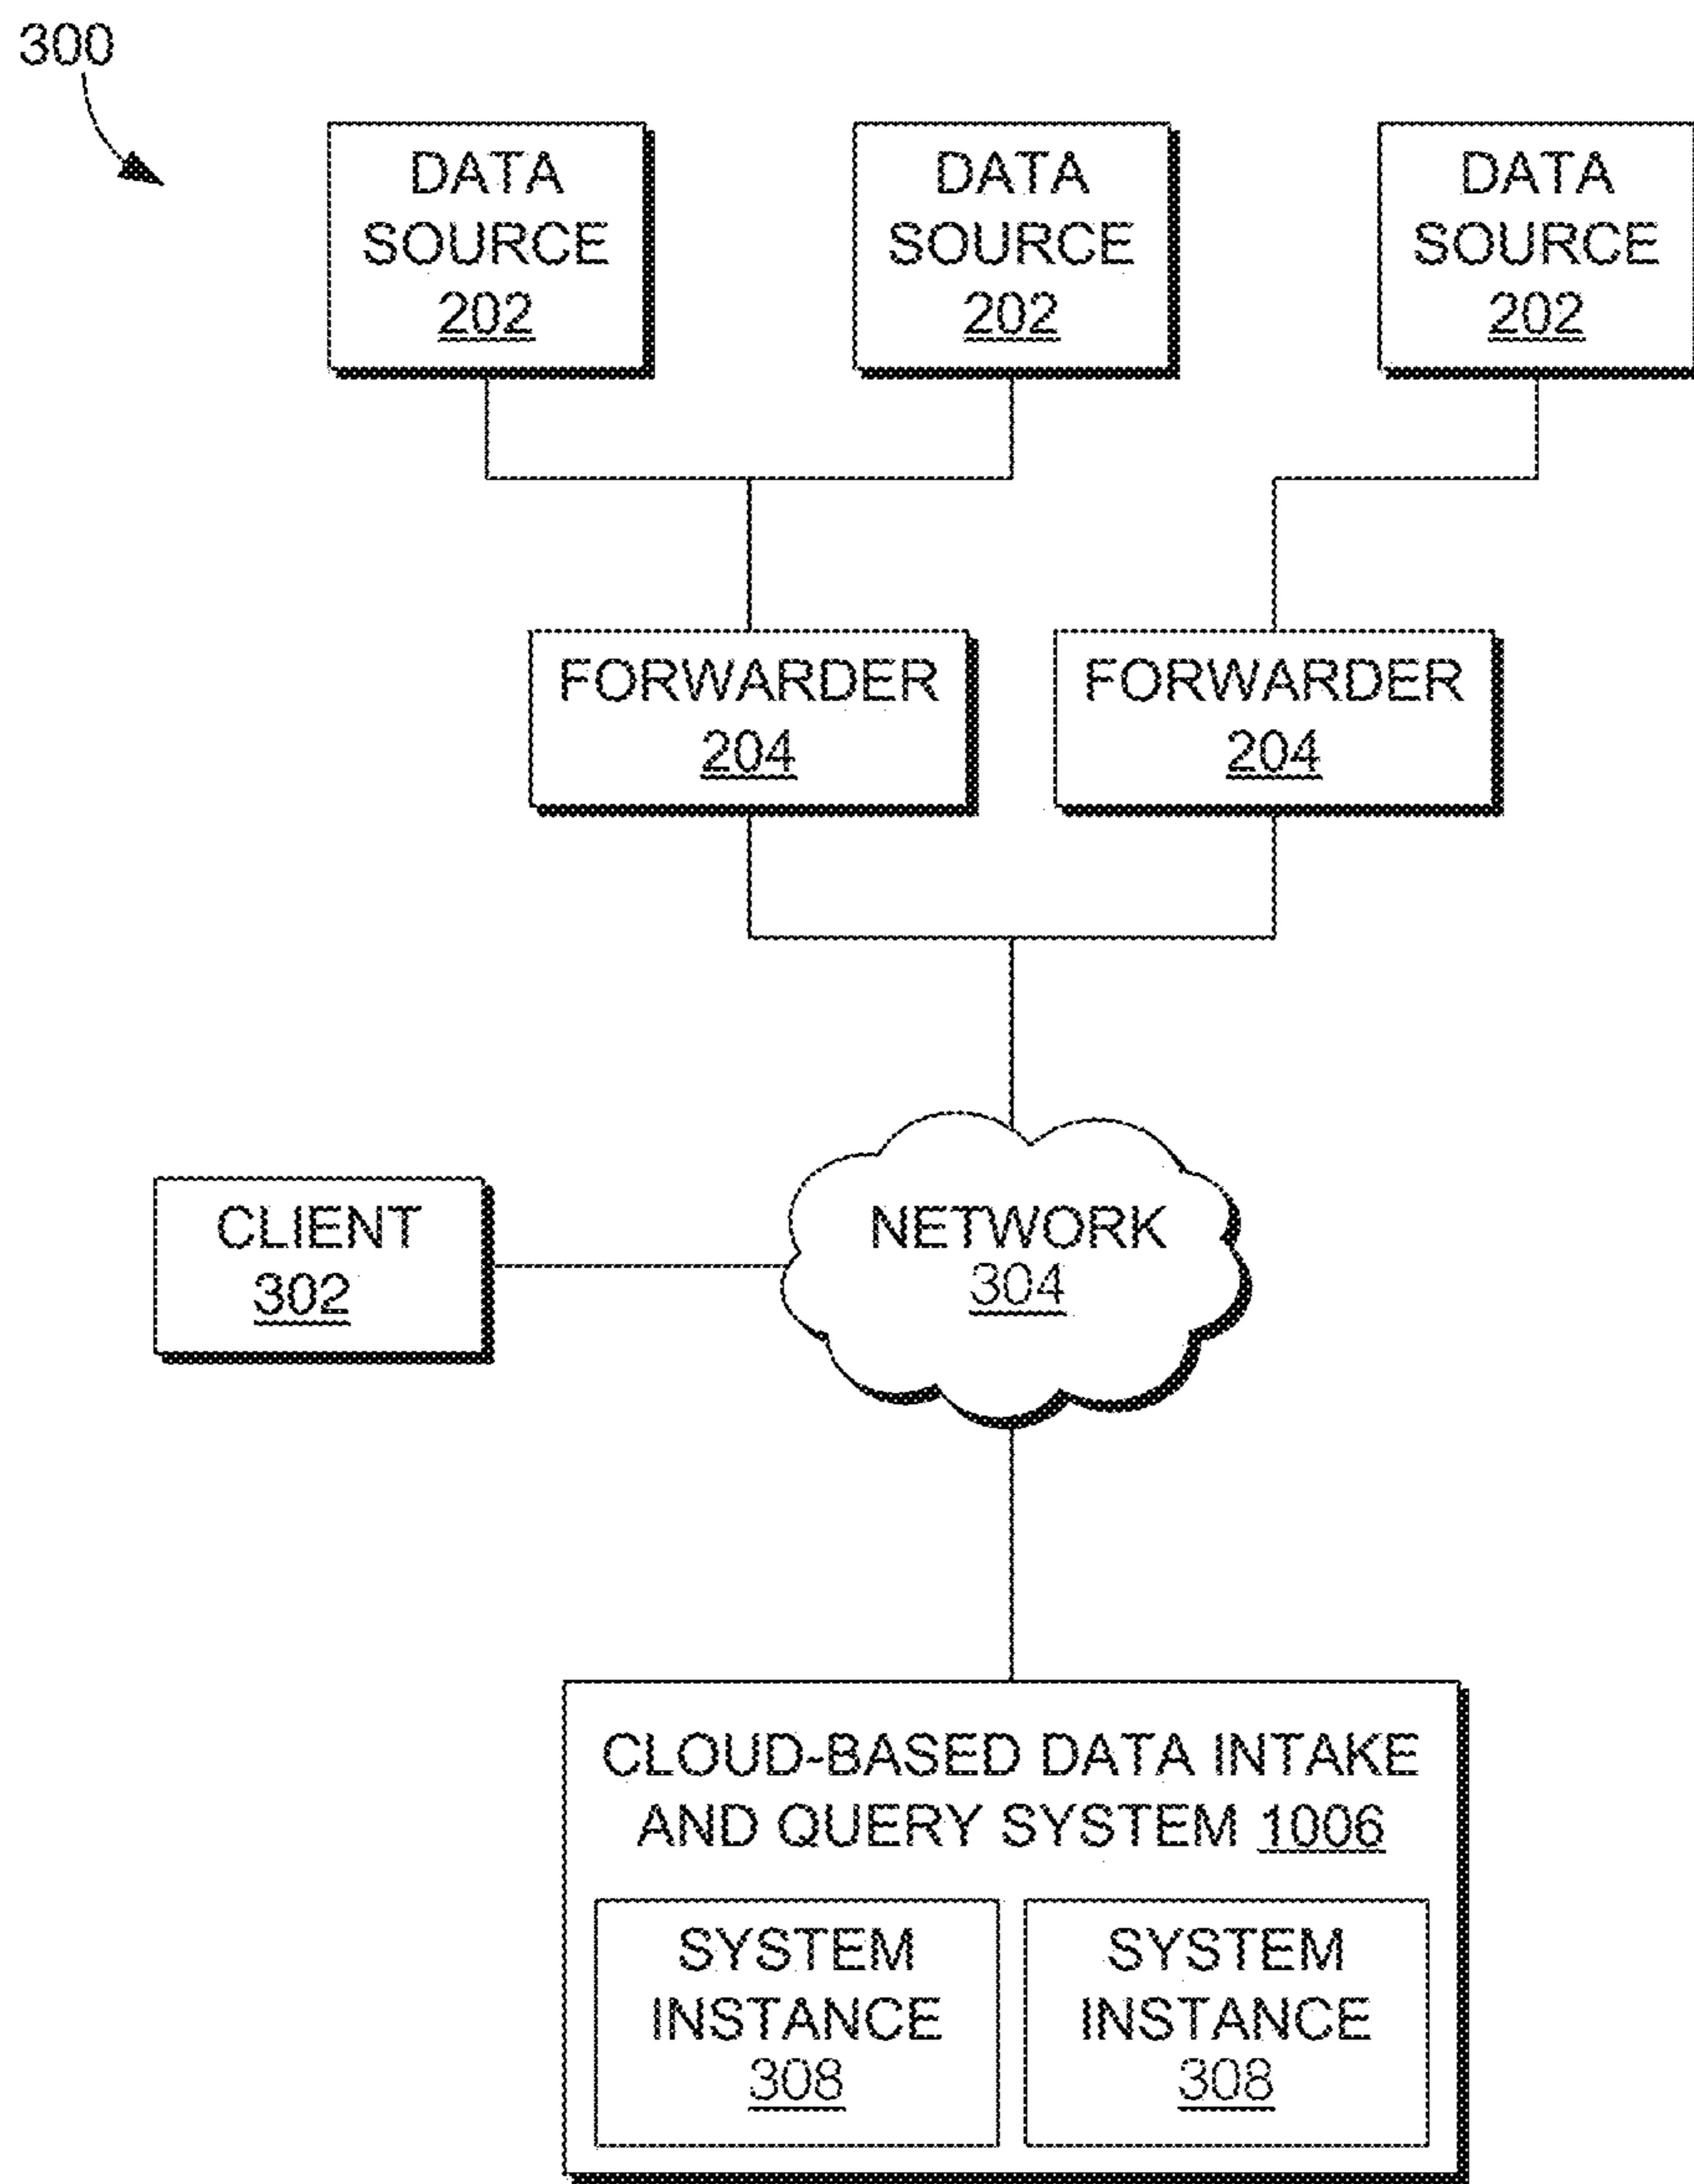 300
DATA
SOURCE
202
DATA
SOURCE
202
DATA
SOURCE
202
FORWARDER
204
FORWARDER
204
CLIENT
302
NETWORK
304
CLOUD-BASED DATA INTAKE
AND QUERY SYSTEM 1006
SYSTEM
INSTANCE
308
SYSTEM
INSTANCE
308